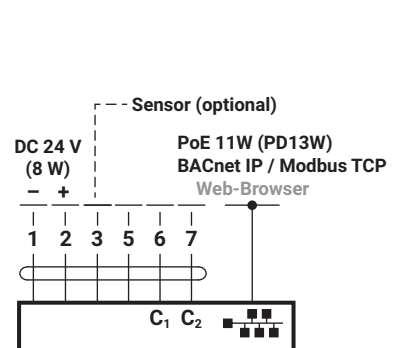 Sensor (optional)
DC 24 V
(8 W)
– +
PoE 11W (PD13W)
BACnet IP / Modbus TCP
Web-Browser
1 2 3 5 6 7
C₁ C₂